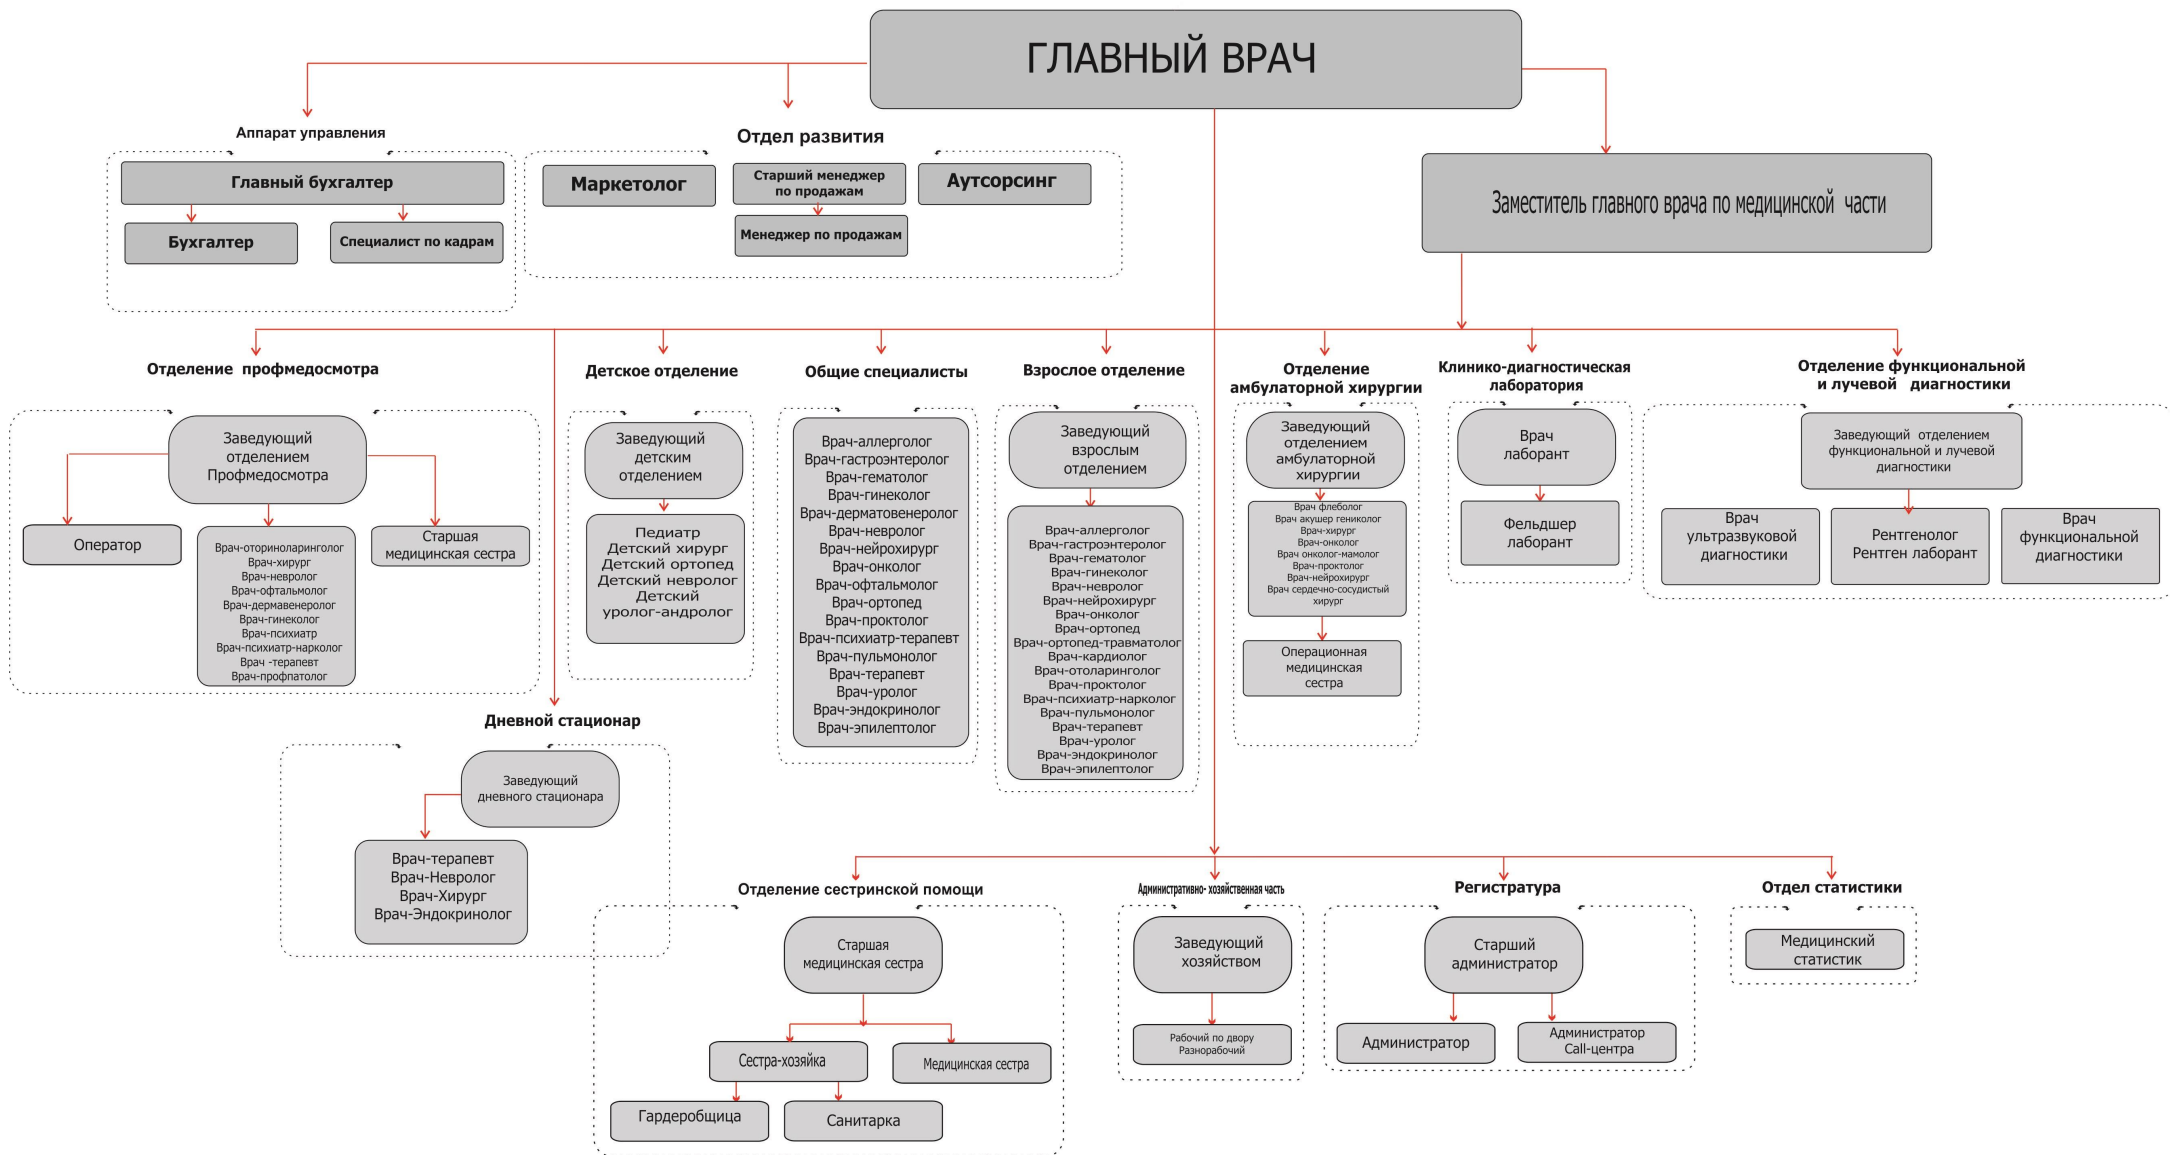 ГЛАВНЫЙ ВРАЧ
Аппарат управления
Главный бухгалтер
Бухгалтер
Специалист по кадрам
Отдел развития
Маркетолог
Старший менеджер
по продажам
Менеджер по продажам
Аутсорсинг
Заместитель главного врача по медицинской части
Отделение профмедосмотра
Заведующий
отделением
Профмедосмотра
Оператор
Врач-оториноларинголог
Врач-хирург
Врач-невролог
Врач-офтальмолог
Врач-дермавенеролог
Врач-гинеколог
Врач-психиатр
Врач-психиатр-нарколог
Врач -терапевт
Врач-профпатолог
Старшая
медицинская сестра
Дневной стационар
Заведующий
дневного стационара
Врач-терапевт
Врач-Невролог
Врач-Хирург
Врач-Эндокринолог
Детское отделение
Заведующий
детским
отделением
Педиатр
Детский хирург
Детский ортопед
Детский невролог
Детский
уролог-андролог
Общие специалисты
Врач-аллерголог
Врач-гастроэнтеролог
Врач-гематолог
Врач-гинеколог
Врач-дерматовенеролог
Врач-невролог
Врач-нейрохирург
Врач-онколог
Врач-офтальмолог
Врач-ортопед
Врач-проктолог
Врач-психиатр-терапевт
Врач-пульмонолог
Врач-терапевт
Врач-уролог
Врач-эндокринолог
Врач-эпилептолог
Взрослое отделение
Заведующий
взрослым
отделением
Врач-аллерголог
Врач-гастроэнтеролог
Врач-гематолог
Врач-гинеколог
Врач-невролог
Врач-нейрохирург
Врач-онколог
Врач-ортопед
Врач-ортопед-травматолог
Врач-кардиолог
Врач-отоларинголог
Врач-проктолог
Врач-психиатр-нарколог
Врач-пульмонолог
Врач-терапевт
Врач-уролог
Врач-эндокринолог
Врач-эпилептолог
Отделение
амбулаторной хирургии
Заведующий
отделением
амбулаторной
хирургии
Врач флеболог
Врач акушер гениколог
Врач-хирург
Врач-онколог
Врач онколог-мамолог
Врач-проктолог
Врач-нейрохирург
Врач сердечно-сосудистый
хирург
Операционная
медицинская
сестра
Клинико-диагностическая
лаборатория
Врач
лаборант
Фельдшер
лаборант
Отделение функциональной
и лучевой диагностики
Заведующий отделением
функциональной и лучевой
диагностики
Врач
ультразвуковой
диагностики
Рентгенолог
Рентген лаборант
Врач
функциональной
диагностики
Отделение сестринской помощи
Старшая
медицинская сестра
Сестра-хозяйка
Медицинская сестра
Гардеробщица
Санитарка
Административно- хозяйственная часть
Заведующий
хозяйством
Рабочий по двору
Разнорабочий
Регистратура
Старший
администратор
Администратор
Администратор
Call-центра
Отдел статистики
Медицинский
статистик